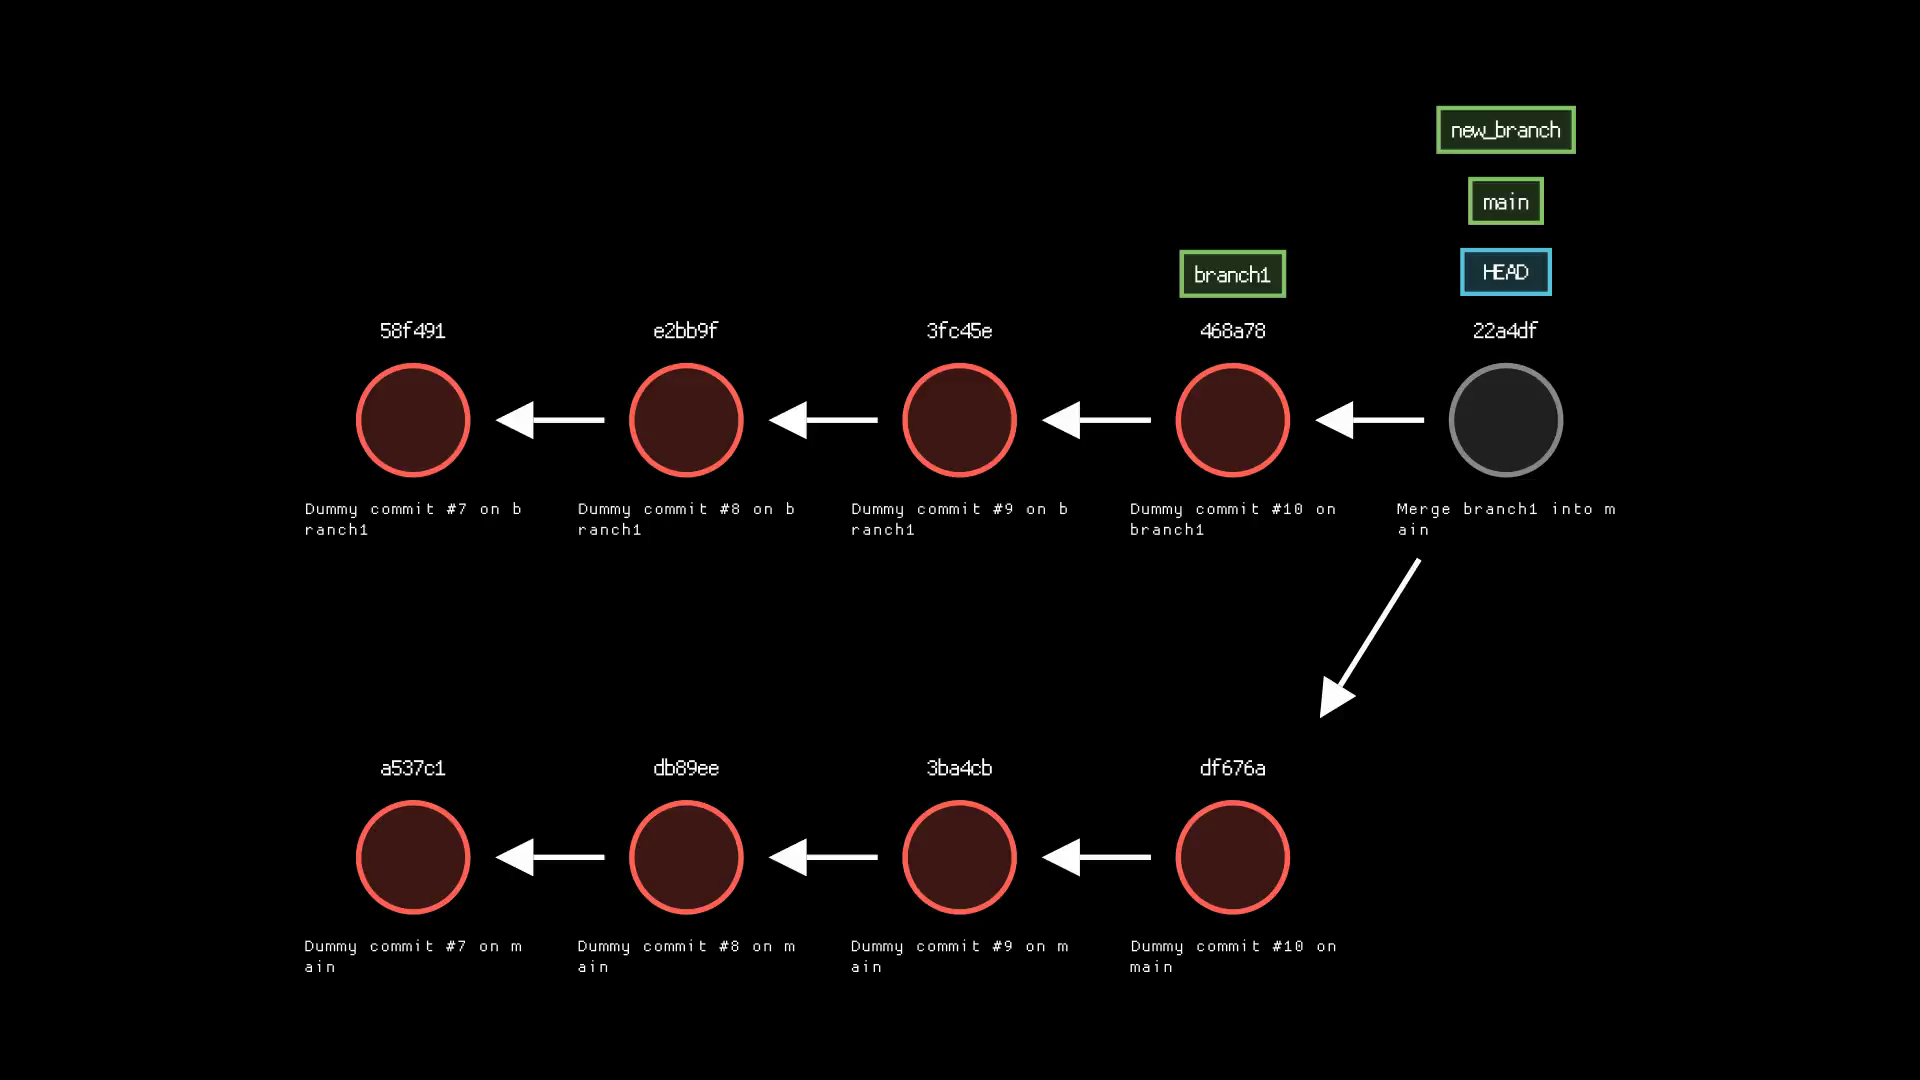 new_branch
main
branch1
HEAD
58f491
e2bb9f
3fc45e
468a78
22a4df
Dummy commit #7 on b
ranch1
Dummy commit #8 on b
ranch1
Dummy commit #9 on b
ranch1
Dummy commit #10 on
branch1
Merge branch1 into m
ain
a537c1
db89ee
3ba4cb
df676a
Dummy commit #7 on m
ain
Dummy commit #8 on m
ain
Dummy commit #9 on m
ain
Dummy commit #10 on
main